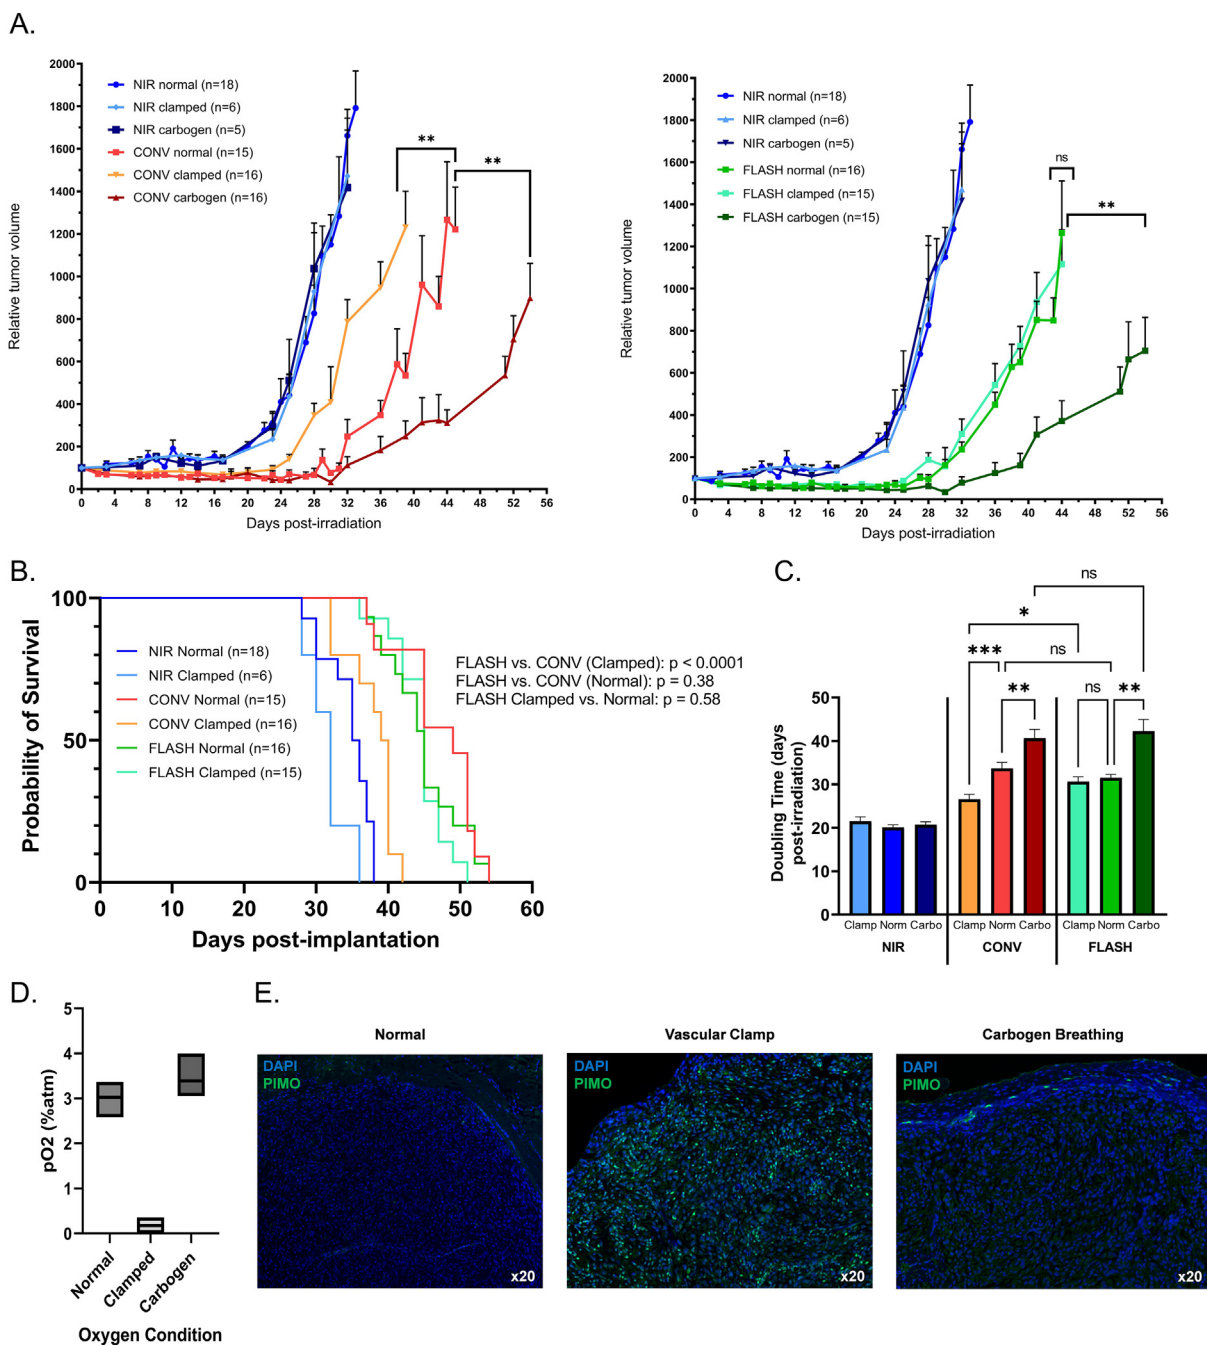 A.
Relative tumor volume
2000
1800
1600
1400
1200
1000
800
600
400
200
0
NIR normal (n=18)
NIR clamped (n=6)
NIR carbogen (n=5)
CONV normal (n=15)
CONV clamped (n=16)
CONV carbogen (n=16)
**
**
0 4 8 12 16 20 24 28 32 36 40 44 48 52 56
Days post-irradiation
Relative tumor volume
2000
1800
1600
1400
1200
1000
800
600
400
200
0
NIR normal (n=18)
NIR clamped (n=6)
NIR carbogen (n=5)
FLASH normal (n=16)
FLASH clamped (n=15)
FLASH carbogen (n=15)
ns
**
0 4 8 12 16 20 24 28 32 36 40 44 48 52 56
Days post-irradiation
B.
Probability of Survival
100
50
0
NIR Normal (n=18)
NIR Clamped (n=6)
CONV Normal (n=15)
CONV Clamped (n=16)
FLASH Normal (n=16)
FLASH Clamped (n=15)
FLASH vs. CONV (Clamped): p < 0.0001
FLASH vs. CONV (Normal): p = 0.38
FLASH Clamped vs. Normal: p = 0.58
0 10 20 30 40 50 60
Days post-implantation
C.
ns
*
*** ns
** ns **
Doubling Time (days
post-irradiation)
50
40
30
20
10
0
Clamp Norm Carbo Clamp Norm Carbo Clamp Norm Carbo
NIR CONV FLASH
D.
pO2 (%atm)
5
4
3
2
1
0
Normal
Clamped
Carbogen
Oxygen Condition
E.
Normal
DAPI
PIMO
x20
Vascular Clamp
DAPI
PIMO
x20
Carbogen Breathing
DAPI
PIMO
x20